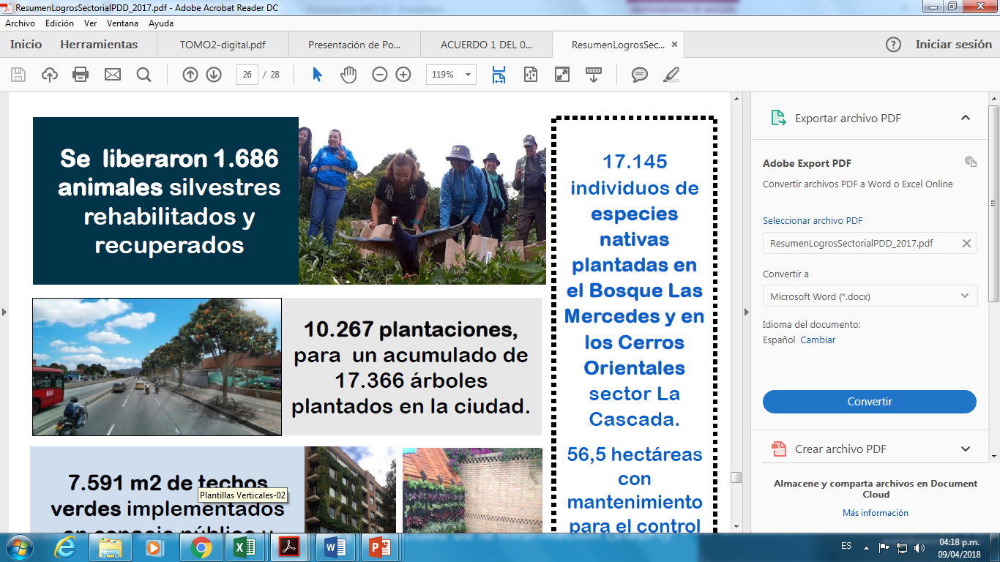 ResumenLogrosSectorialPDD_2017.pdf - Adobe Acrobat Reader DC
Archivo Edición Ver Ventana Ayuda
Inicio Herramientas TOMO2-digital.pdf Presentación de Po... ACUERDO 1 DEL 0... ResumenLogrosSec... Iniciar sesión
26 / 28 119%
Se liberaron 1.686
animales silvestres
rehabilitados y
recuperados
10.267 plantaciones,
para un acumulado de
17.366 árboles
plantados en la ciudad.
7.591 m2 de techos
verdes implementados
en espacio público y
Plantillas Verticales-02
17.145
individuos de
especies
nativas
plantadas en
el Bosque Las
Mercedes y en
los Cerros
Orientales
sector La
Cascada.
56,5 hectáreas
con
mantenimiento
para el control
Exportar archivo PDF
Adobe Export PDF
Convertir archivos PDF a Word o Excel Online
Seleccionar archivo PDF
ResumenLogrosSectorialPDD_2017.pdf
Convertir a
Microsoft Word (*.docx)
Idioma del documento:
Español Cambiar
Convertir
Crear archivo PDF
Almacene y comparta archivos en Document
Cloud
Más información
ES
04:18 p.m.
09/04/2018